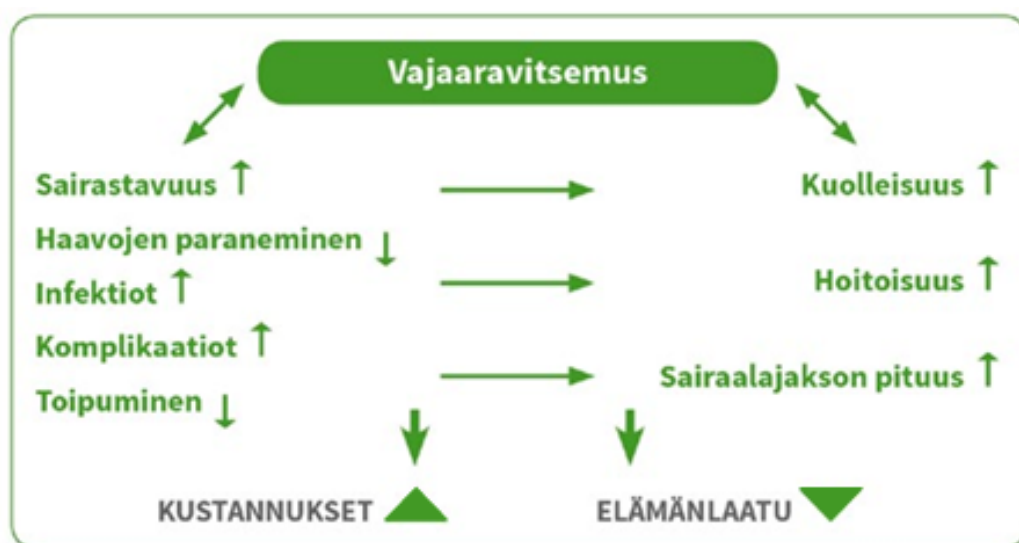 Vajaaravitsemus
Sairastavuus ↑
Haavojen paraneminen ↓
Infektiot ↑
Komplikaatiot ↑
Toipuminen ↓
Kuolleisuus ↑
Hoitoisuus ↑
Sairaalajakson pituus ↑
KUSTANNUKSET ▲
ELÄMÄNLAATU ▼